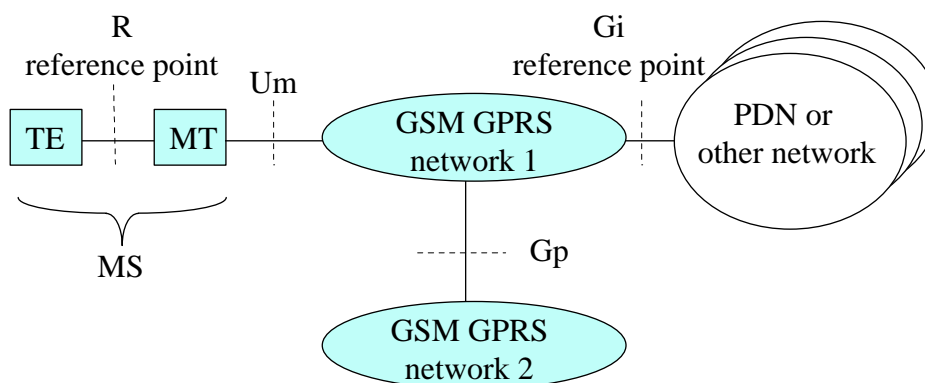 R
reference point
Gi
reference point
Um
TE
MT
GSM GPRS
network 1
PDN or
other network
MS
Gp
GSM GPRS
network 2